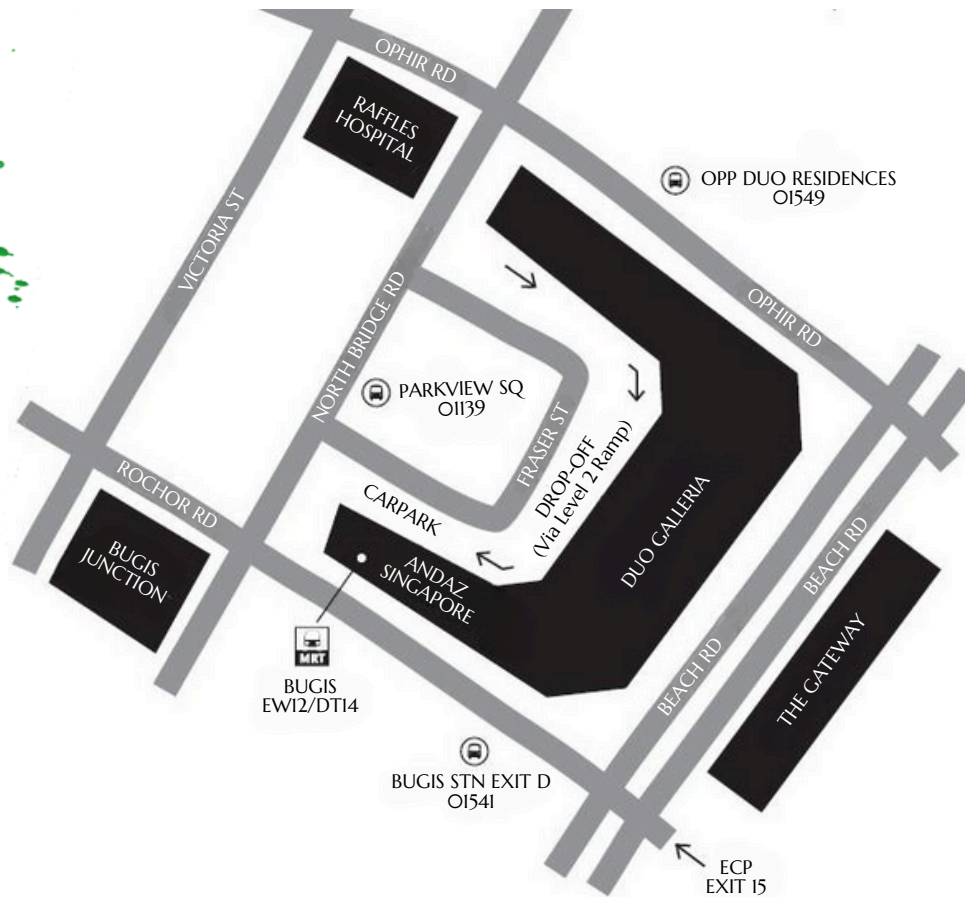 OPHIR RD
RAFFLES
HOSPITAL
OPP DUO RESIDENCES
01549
VICTORIA ST
NORTH BRIDGE RD
OPHIR RD
PARKVIEW SQ
01139
FRASER ST
DROP-OFF
(Via Level 2 Ramp)
ROCHOR RD
CARPARK
DUO GALLERIA
BEACH RD
BUGIS
JUNCTION
ANDAZ
SINGAPORE
THE GATEWAY
BEACH RD
MRT
BUGIS
EW12/DT14
BUGIS STN EXIT D
01541
ECP
EXIT 15